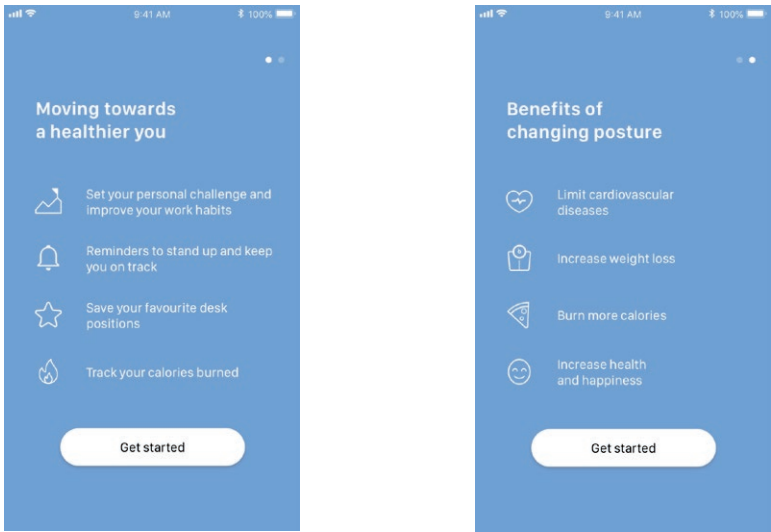 9:41 AM
100%
Moving towards
a healthier you
Set your personal challenge and
improve your work habits
Reminders to stand up and keep
you on track
Save your favourite desk
positions
Track your calories burned
Get started
9:41 AM
100%
Benefits of
changing posture
Limit cardiovascular
diseases
Increase weight loss
Burn more calories
Increase health
and happiness
Get started